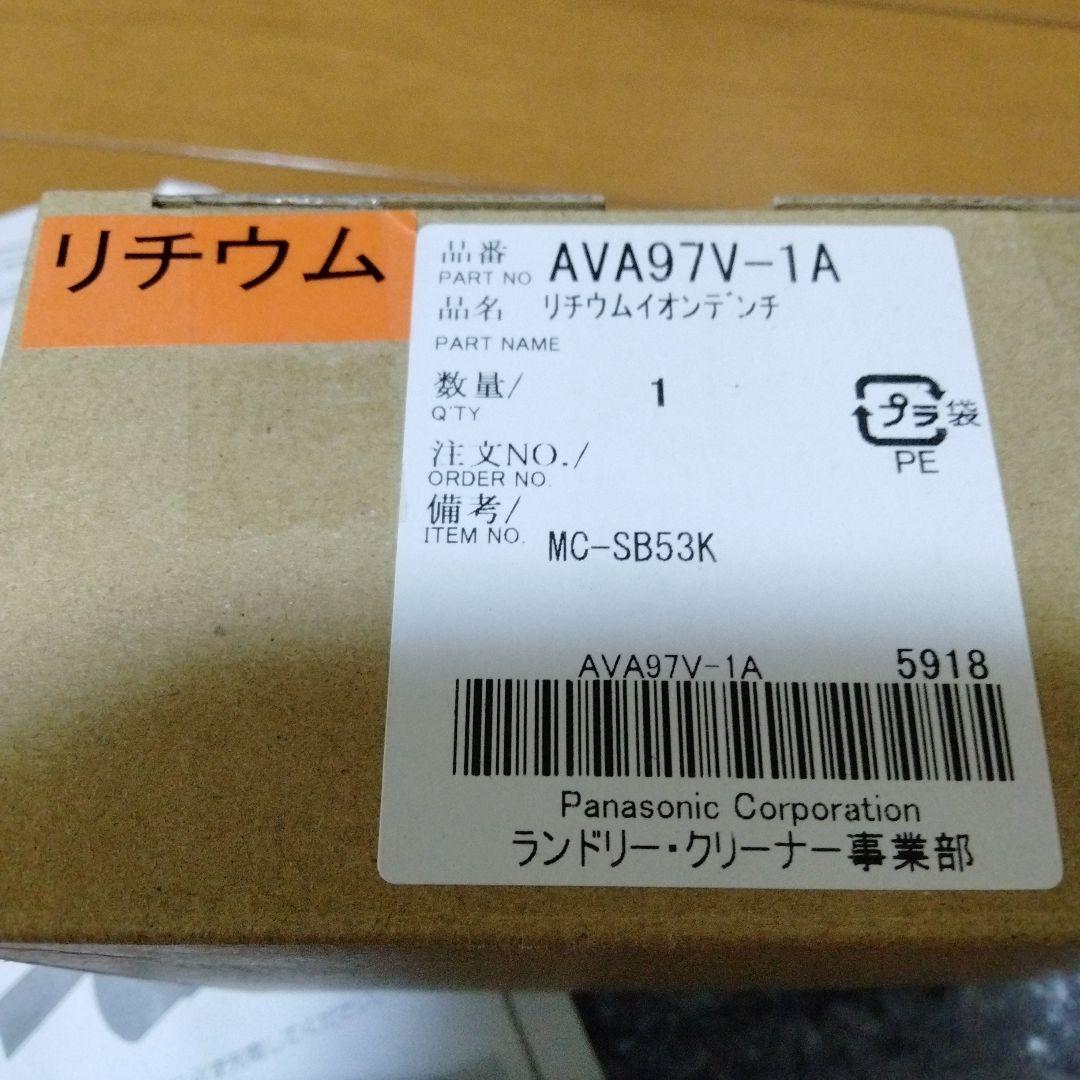 リチウム
品番 AVA97V-1A
PART NO
品名 リチウムイオンデンチ
PART NAME
数量/ 1
Q'TY
プラ 袋
PE
注文NO./
ORDER NO.
備考/
ITEM NO. MC-SB53K
AVA97V-1A 5918
Panasonic Corporation
ランドリー・クリーナー事業部